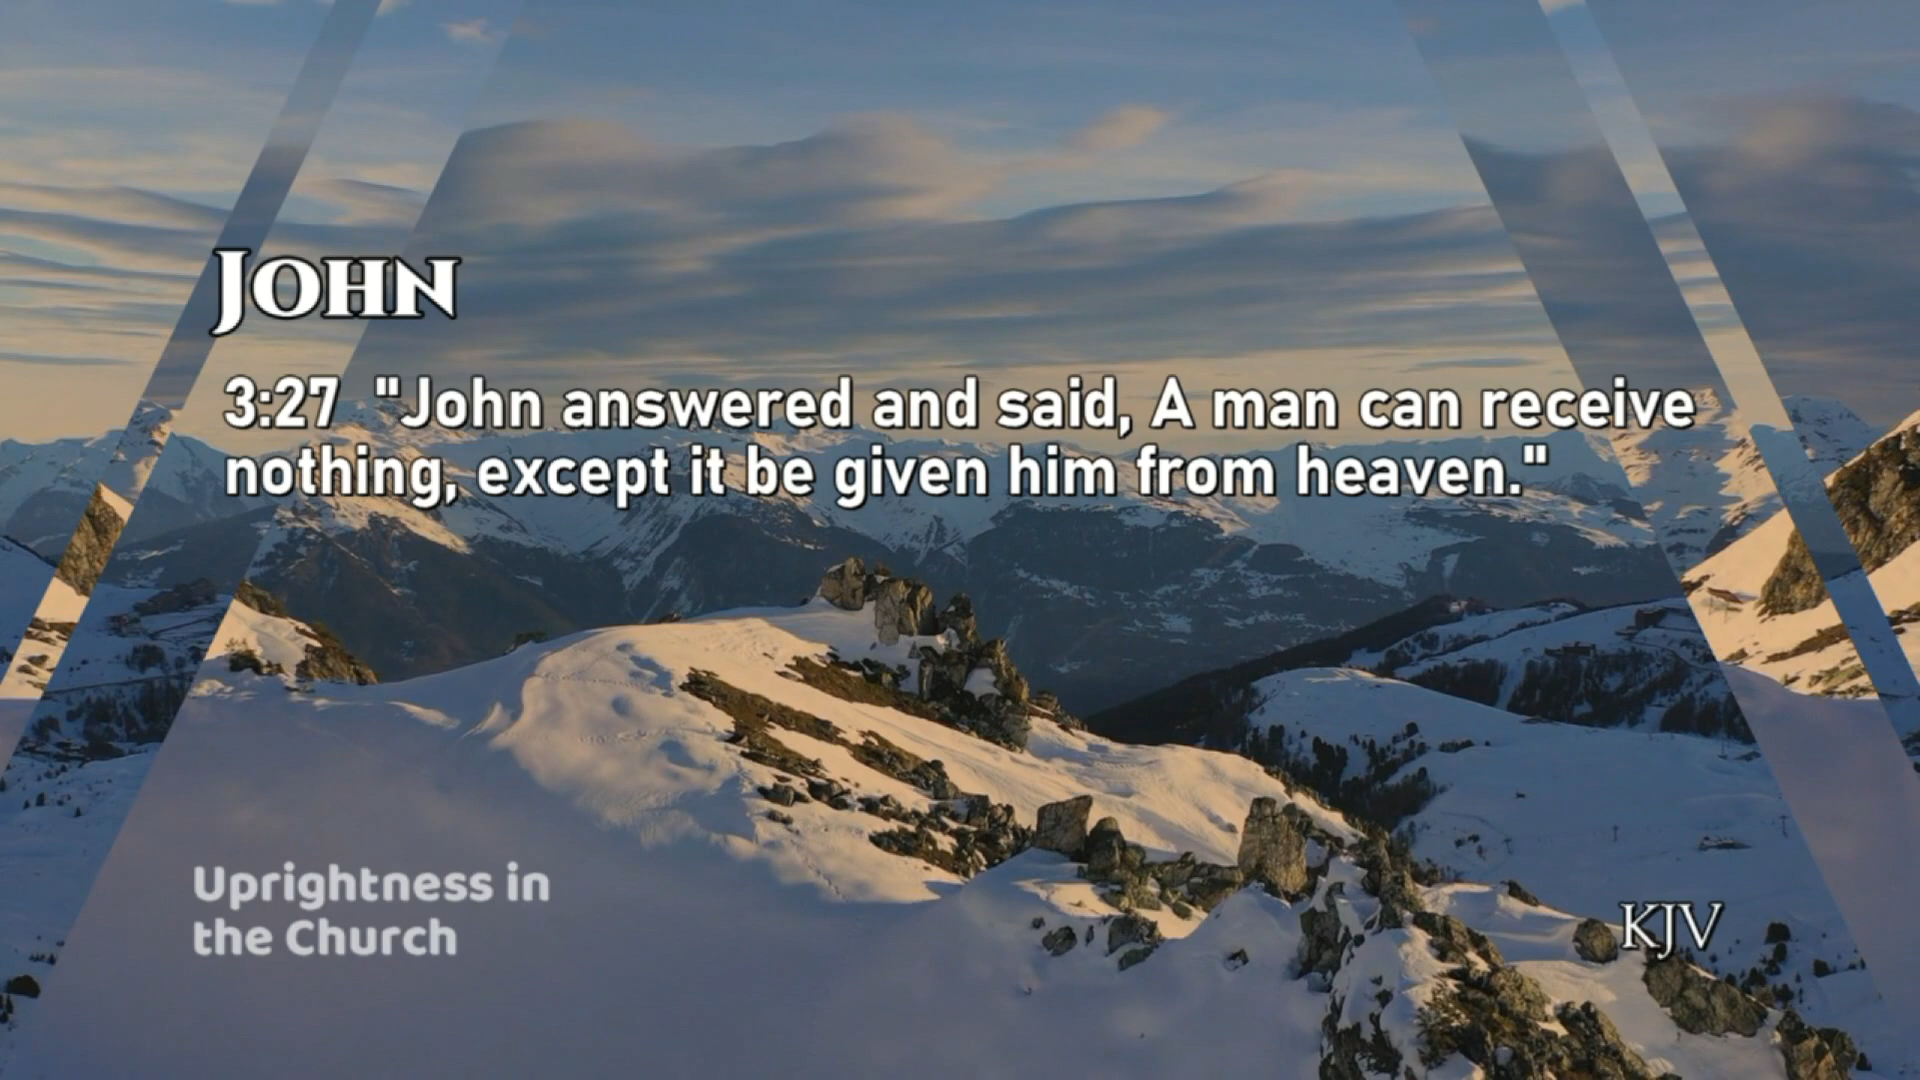 John
3:27 "John answered and said, A man can receive
nothing, except it be given him from heaven."
Uprightness in
the Church
KJV